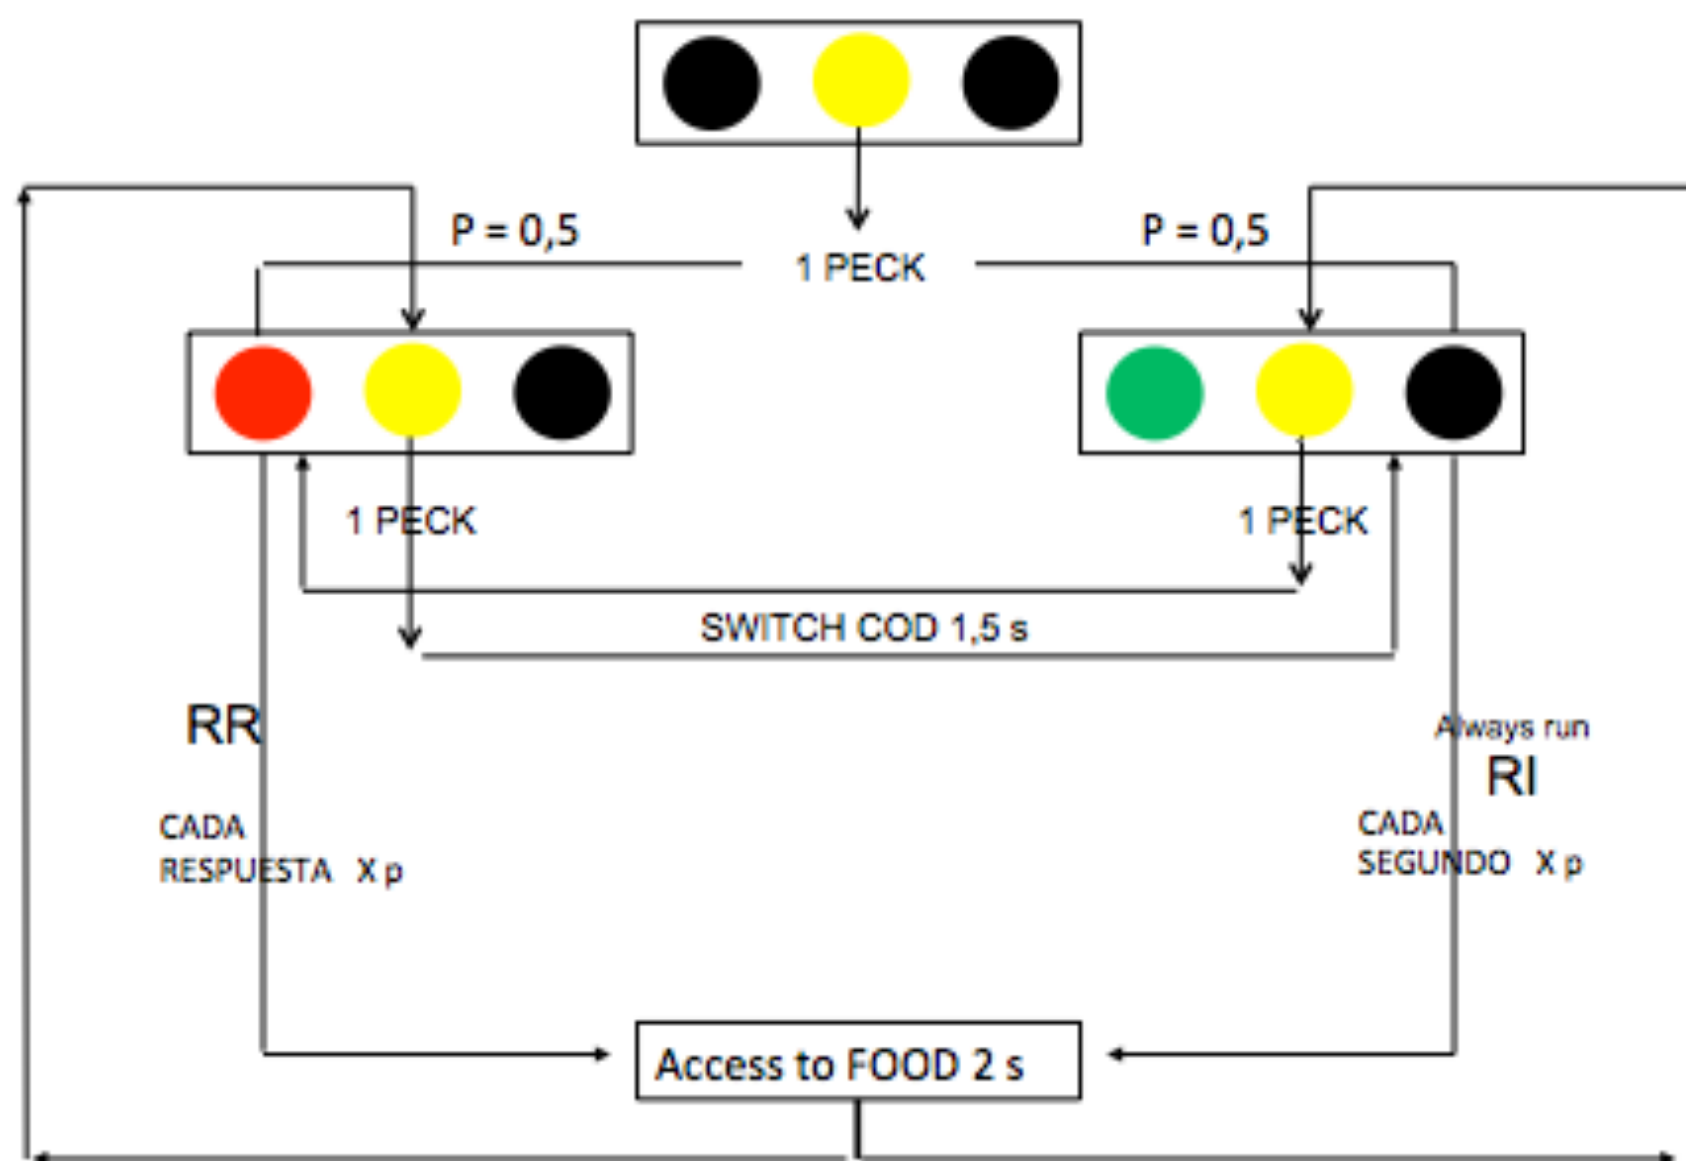 P = 0,5
P = 0,5
1 PECK
1 PECK
1 PECK
SWITCH COD 1,5 s
RR
Always run
RI
CADA
RESPUESTA X p
CADA
SEGUNDO X p
Access to FOOD 2 s